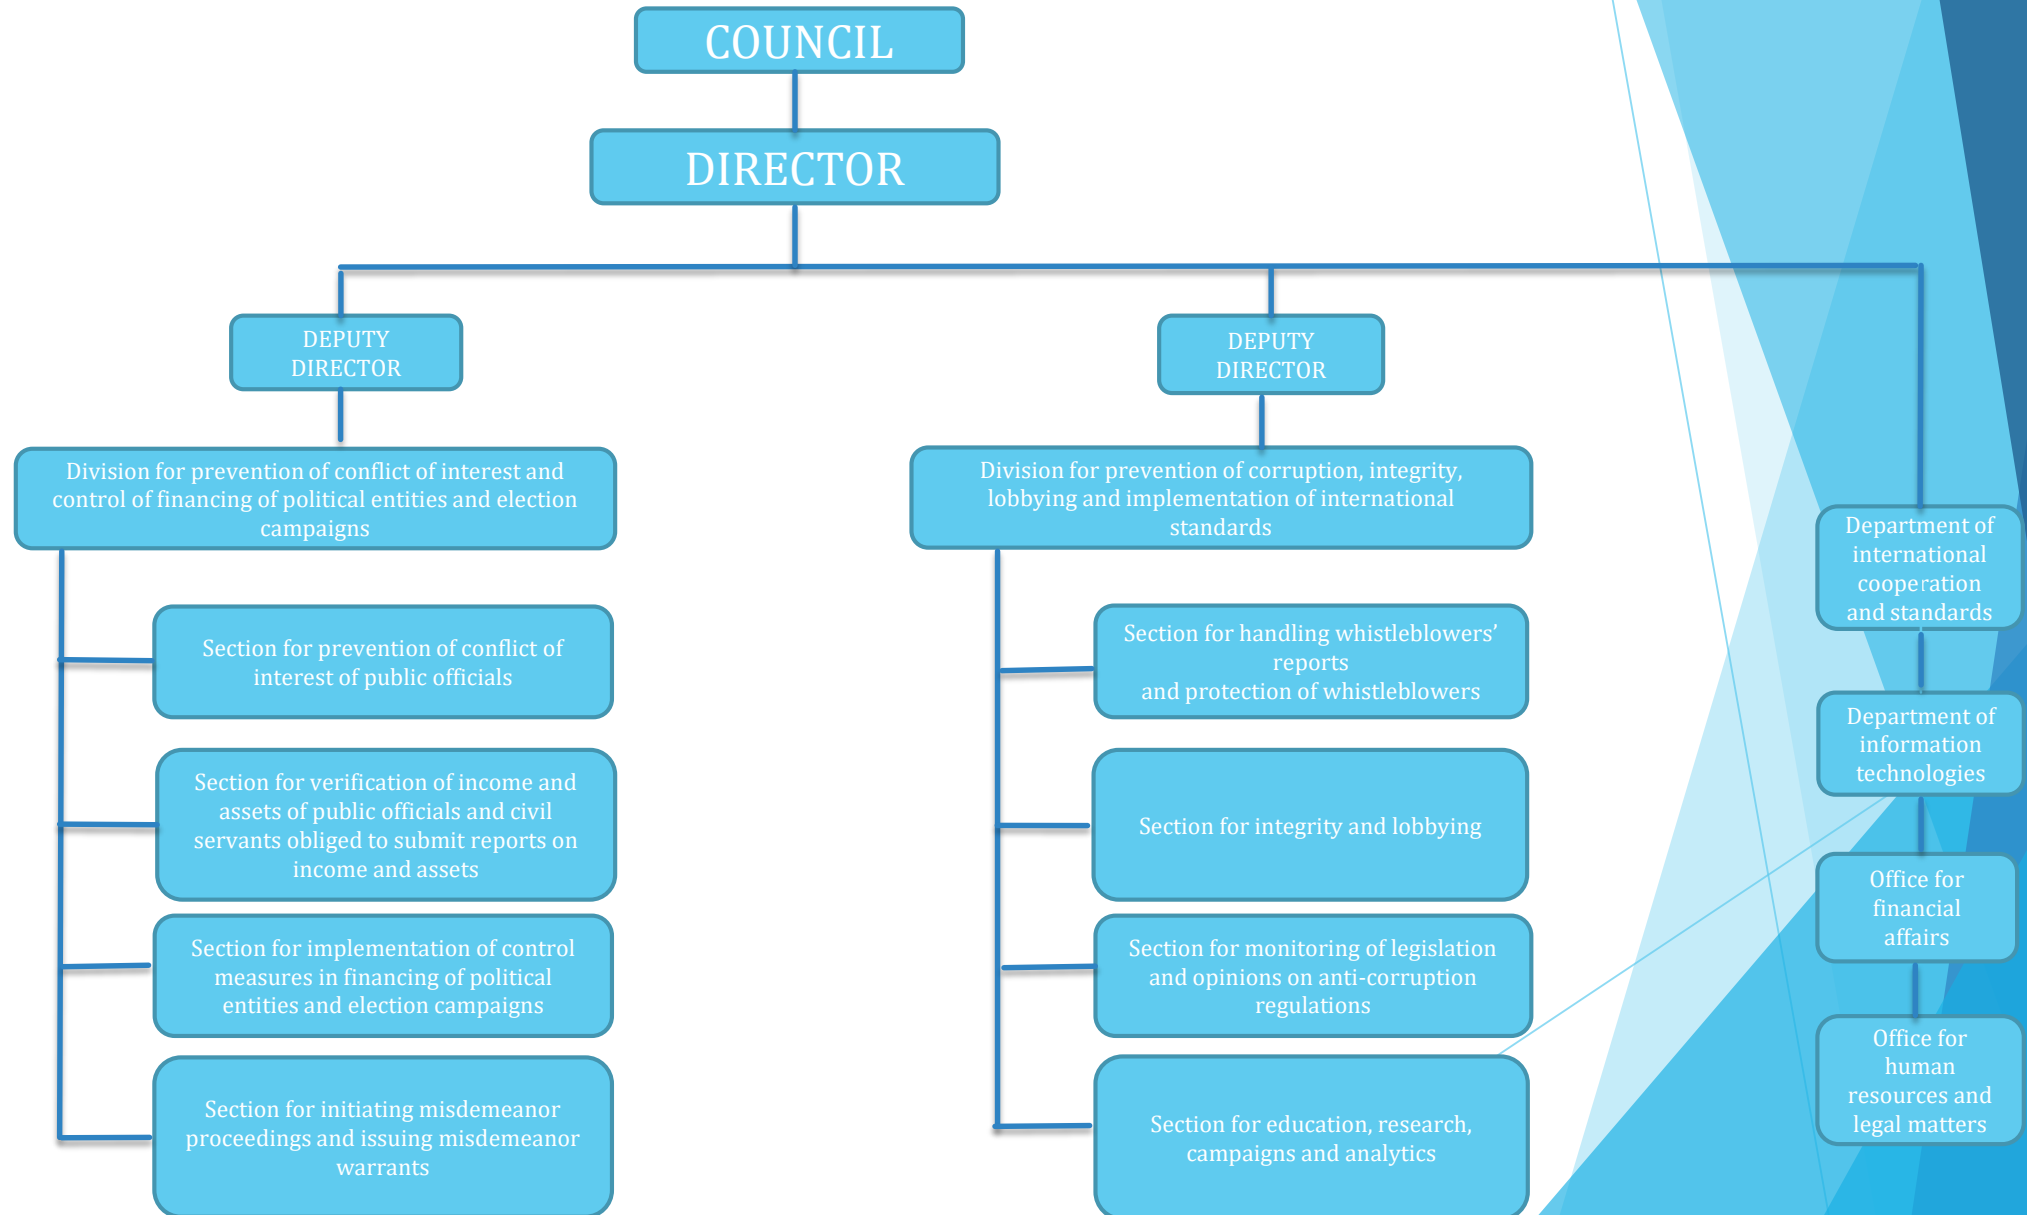 COUNCIL
DIRECTOR
DEPUTY
DIRECTOR
DEPUTY
DIRECTOR
Division for prevention of conflict of interest and
control of financing of political entities and election
campaigns
Section for prevention of conflict of
interest of public officials
Section for verification of income and
assets of public officials and civil
servants obliged to submit reports on
income and assets
Section for implementation of control
measures in financing of political
entities and election campaigns
Section for initiating misdemeanor
proceedings and issuing misdemeanor
warrants
Division for prevention of corruption, integrity,
lobbying and implementation of international
standards
Section for handling whistleblowers’
reports
and protection of whistleblowers
Section for integrity and lobbying
Section for monitoring of legislation
and opinions on anti-corruption
regulations
Section for education, research,
campaigns and analytics
Department of
international
cooperation
and standards
Department of
information
technologies
Office for
financial
affairs
Office for
human
resources and
legal matters